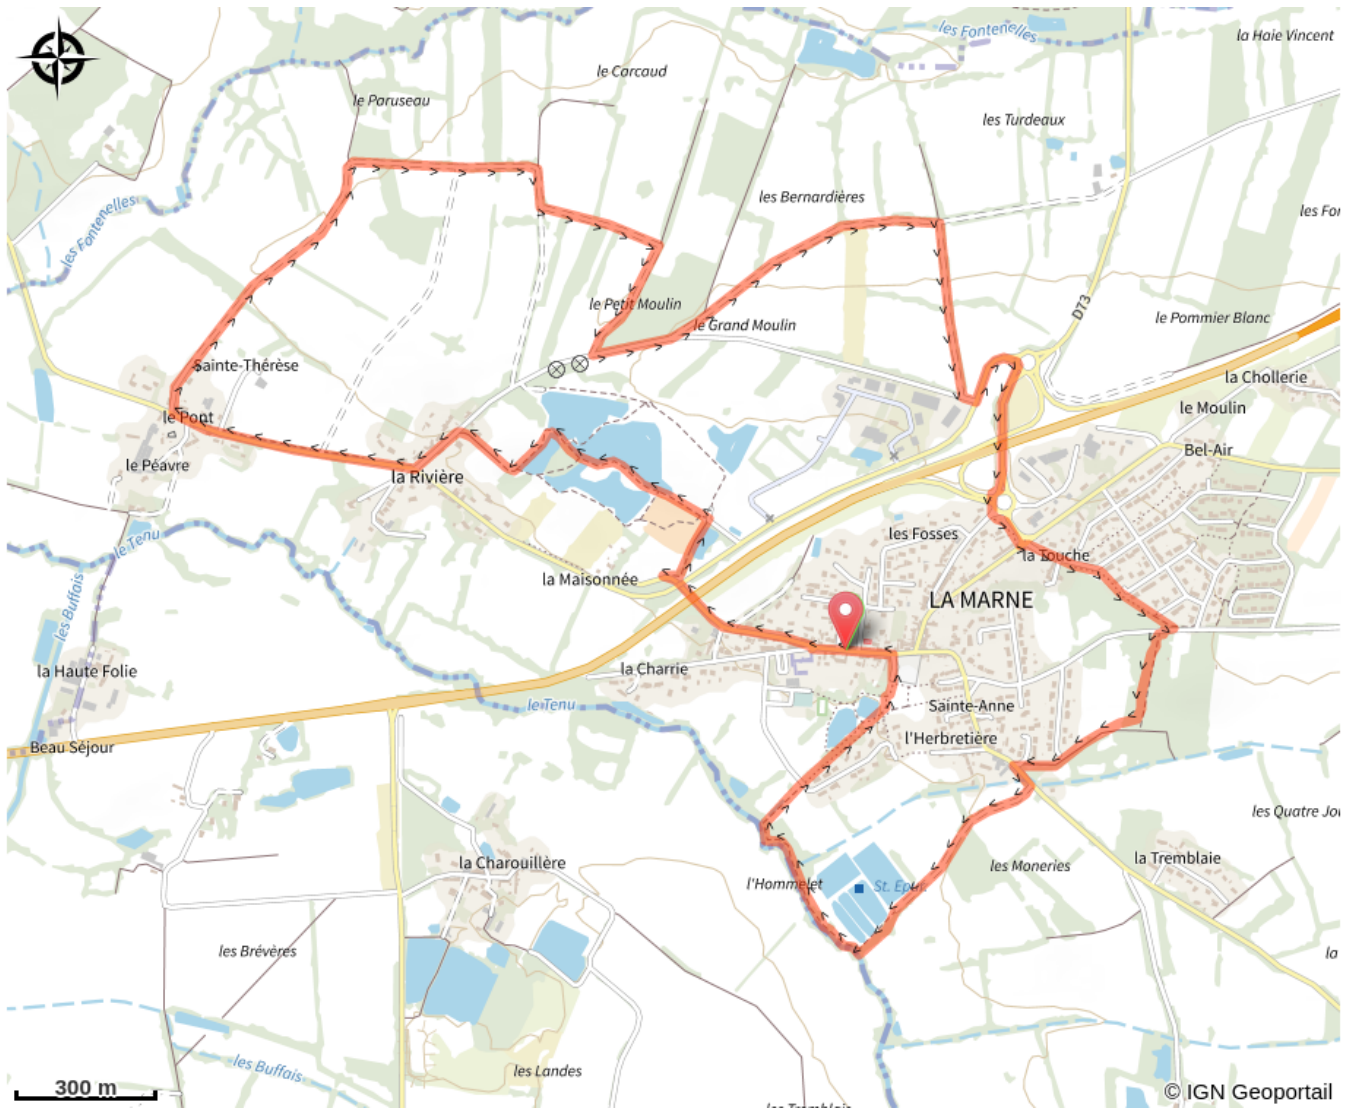 les Fontenelles
la Haie Vincent
le Carcaud
le Paruseau
les Turdeaux
les Bernardières
les For
les Fontenelles
le Petit Moulin
D73
le Pommier Blanc
le Grand Moulin
Sainte-Thérèse
la Chollerie
le Moulin
le Pont
Bel-Air
le Péavre
la Rivière
les Fosses
le Tenu
la Touche
la Maisonnée
LA MARNE
les Buffais
la Haute Folie
la Charrie
le Tenu
Sainte-Anne
l'Herbretière
Beau Séjour
les Quatre Jou
la Charouillère
les Moneries
la Tremblaie
l'Hommelet
St. Epur.
les Brévères
la
les Buffais
les Landes
300 m
© IGN Geoportail